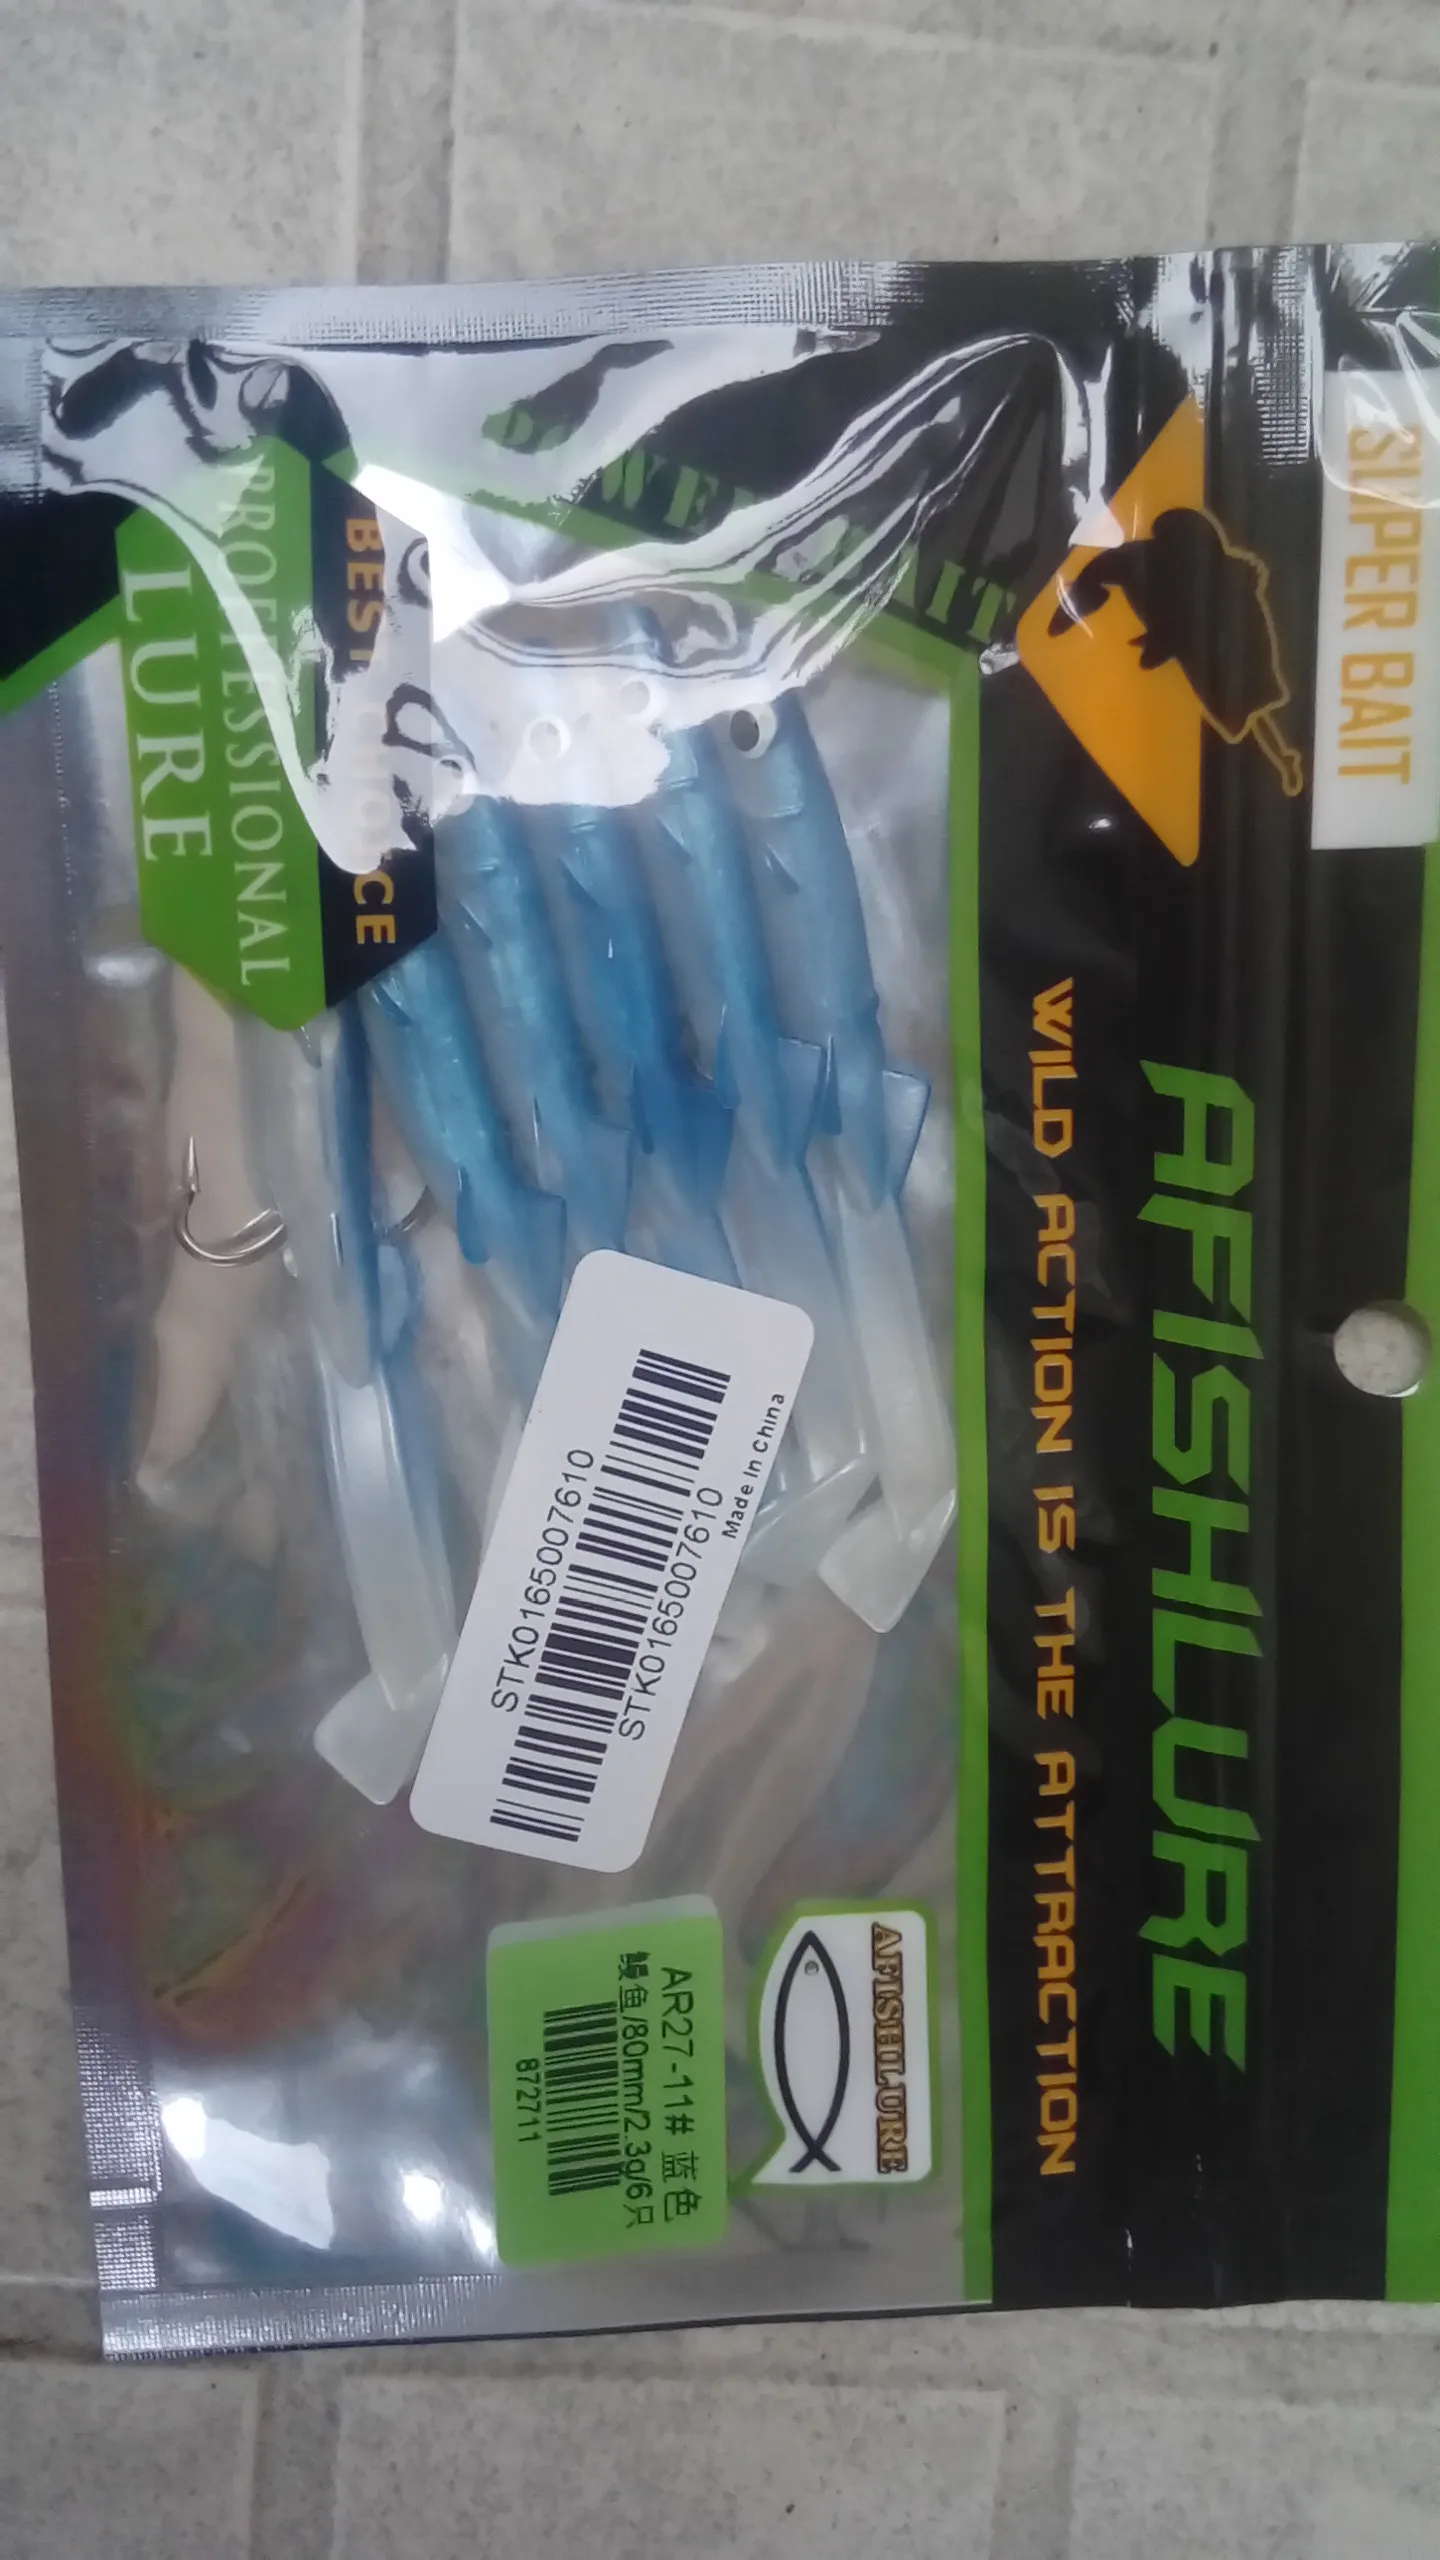 SUPER BAIT
AFISHLURE
WILD ACTION IS THE ATTRACTION
BAIT
BEST CHOICE
PROFESSIONAL
LURE
Made In China
STK0165007610
STK0165007610
AFISHLURE
AR27-11# 蓝色
鳗鱼/80mm/2.3g/6只
872711